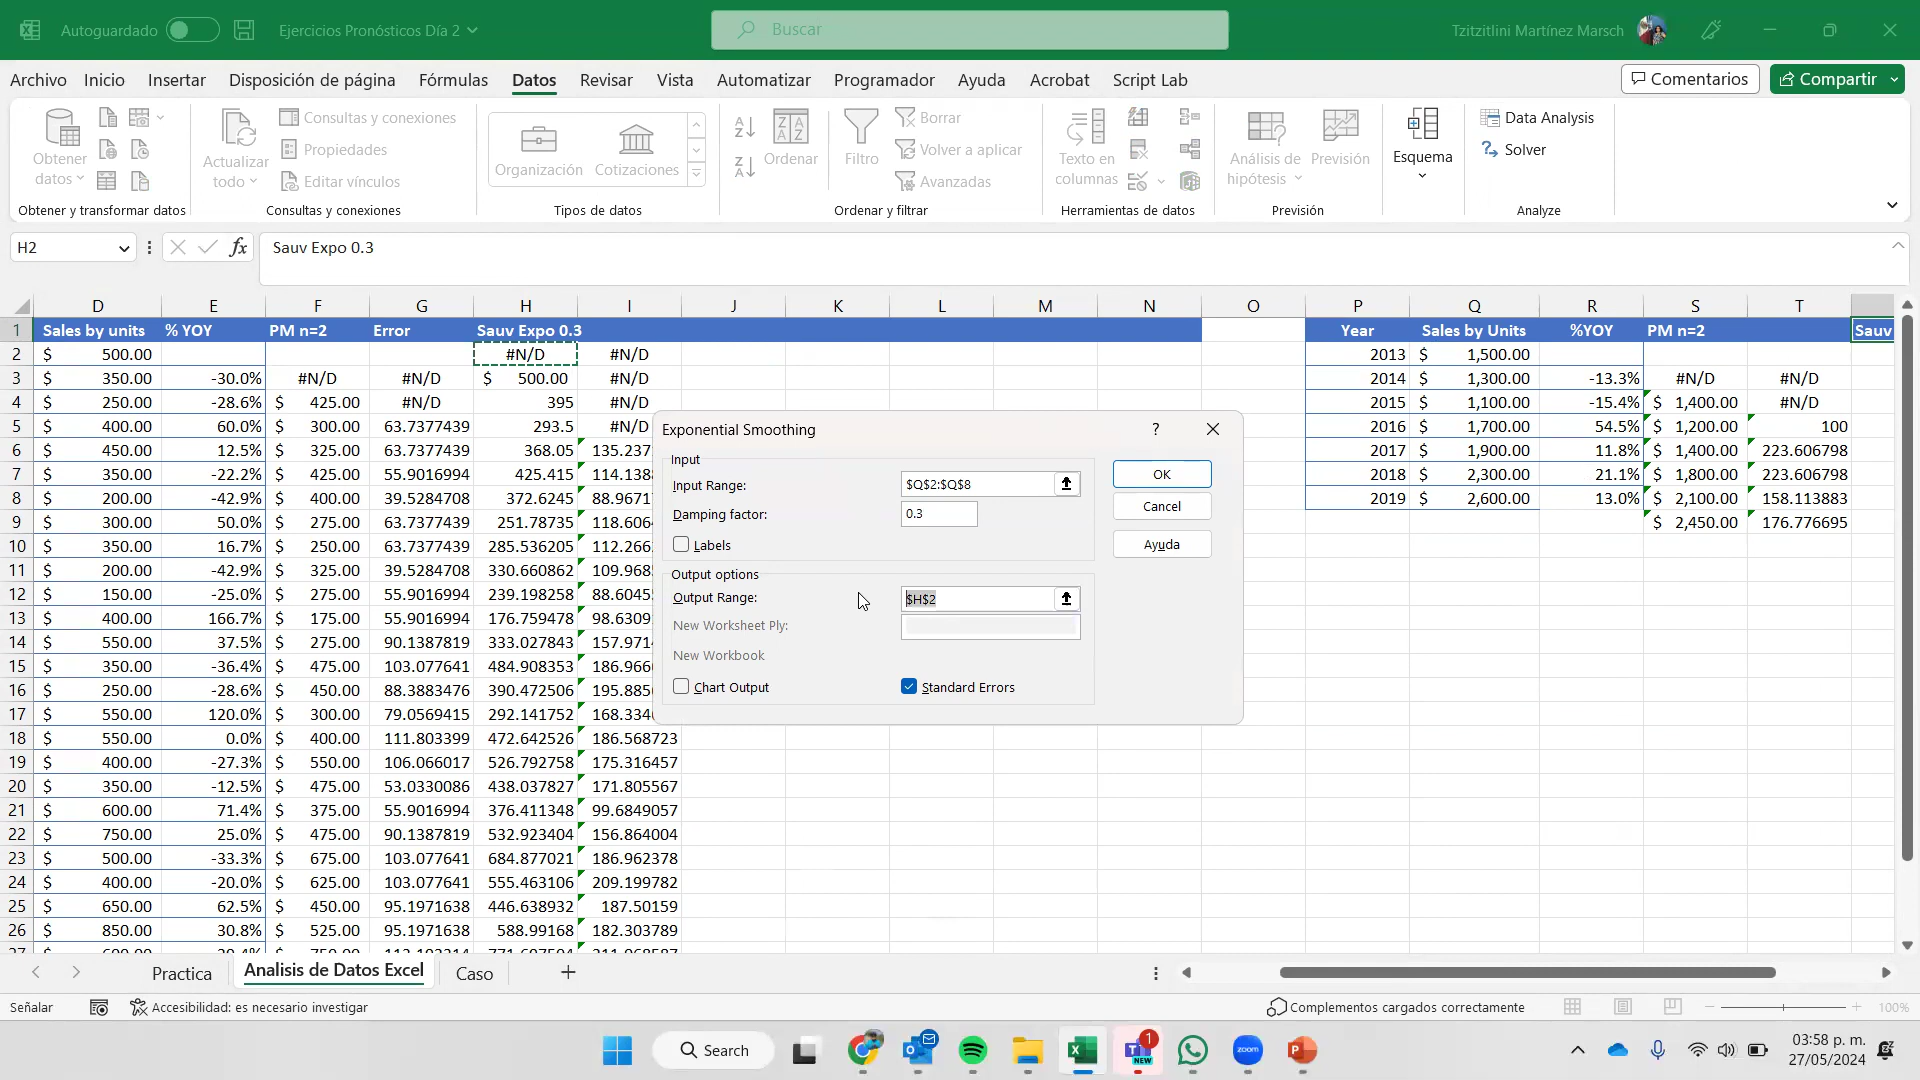 Autoguardado
Ejercicios Pronósticos Día 2
Buscar
Tzitzitlini Martínez Marsch
Archivo Inicio Insertar Disposición de página Fórmulas Datos Revisar Vista Automatizar Programador Ayuda Acrobat Script Lab
Comentarios Compartir
Obtener datos
Actualizar todo
Consultas y conexiones
Propiedades
Editar vínculos
Organización Cotizaciones
Ordenar
Filtro
Borrar
Volver a aplicar
Avanzadas
Texto en columnas
Análisis de hipótesis
Previsión
Esquema
Data Analysis
Solver
Obtener y transformar datos Consultas y conexiones Tipos de datos Ordenar y filtrar Herramientas de datos Previsión Analyze
H2 fx Sauv Expo 0.3
D E F G H I J K L M N O P Q R S T
1 Sales by units % YOY PM n=2 Error Sauv Expo 0.3 Year Sales by Units %YOY PM n=2 Sauv
2 $ 500.00 #N/D #N/D 2013 $ 1,500.00
3 $ 350.00 -30.0% #N/D #N/D $ 500.00 #N/D 2014 $ 1,300.00 -13.3% #N/D #N/D
4 $ 250.00 -28.6% $ 425.00 #N/D 395 #N/D 2015 $ 1,100.00 -15.4% $ 1,400.00 #N/D
5 $ 400.00 60.0% $ 300.00 63.7377439 293.5 #N/D 2016 $ 1,700.00 54.5% $ 1,200.00 100
6 $ 450.00 12.5% $ 325.00 63.7377439 368.05 135.237 2017 $ 1,900.00 11.8% $ 1,400.00 223.606798
7 $ 350.00 -22.2% $ 425.00 55.9016994 425.415 114.138 2018 $ 2,300.00 21.1% $ 1,800.00 223.606798
8 $ 200.00 -42.9% $ 400.00 39.5284708 372.6245 88.9671 2019 $ 2,600.00 13.0% $ 2,100.00 158.113883
9 $ 300.00 50.0% $ 275.00 63.7377439 251.78735 118.606 $ 2,450.00 176.776695
10 $ 350.00 16.7% $ 250.00 63.7377439 285.536205 112.266
11 $ 200.00 -42.9% $ 325.00 39.5284708 330.660862 109.968
12 $ 150.00 -25.0% $ 275.00 55.9016994 239.198258 88.6045
13 $ 400.00 166.7% $ 175.00 55.9016994 176.759478 98.6309
14 $ 550.00 37.5% $ 275.00 90.1387819 333.027843 157.971
15 $ 350.00 -36.4% $ 475.00 103.077641 484.908353 186.966
16 $ 250.00 -28.6% $ 450.00 88.3883476 390.472506 195.885
17 $ 550.00 120.0% $ 300.00 79.0569415 292.141752 168.334
18 $ 550.00 0.0% $ 400.00 111.803399 472.642526 186.568723
19 $ 400.00 -27.3% $ 550.00 106.066017 526.792758 175.316457
20 $ 350.00 -12.5% $ 475.00 53.0330086 438.037827 171.805567
21 $ 600.00 71.4% $ 375.00 55.9016994 376.411348 99.6849057
22 $ 750.00 25.0% $ 475.00 90.1387819 532.923404 156.864004
23 $ 500.00 -33.3% $ 675.00 103.077641 684.877021 186.962378
24 $ 400.00 -20.0% $ 625.00 103.077641 555.463106 209.199782
25 $ 650.00 62.5% $ 450.00 95.1971638 446.638932 187.50159
26 $ 850.00 30.8% $ 525.00 95.1971638 588.99168 182.303789
Exponential Smoothing ?
Input
Input Range: $Q$2:$Q$8
Damping factor: 0.3
Labels
OK
Cancel
Ayuda
Output options
Output Range: $H$2
New Worksheet Ply:
New Workbook
Chart Output Standard Errors
Practica Analisis de Datos Excel Caso
Señalar Accesibilidad: es necesario investigar Complementos cargados correctamente 100%
Search
1
NEW
zoom
03:58 p. m.
27/05/2024